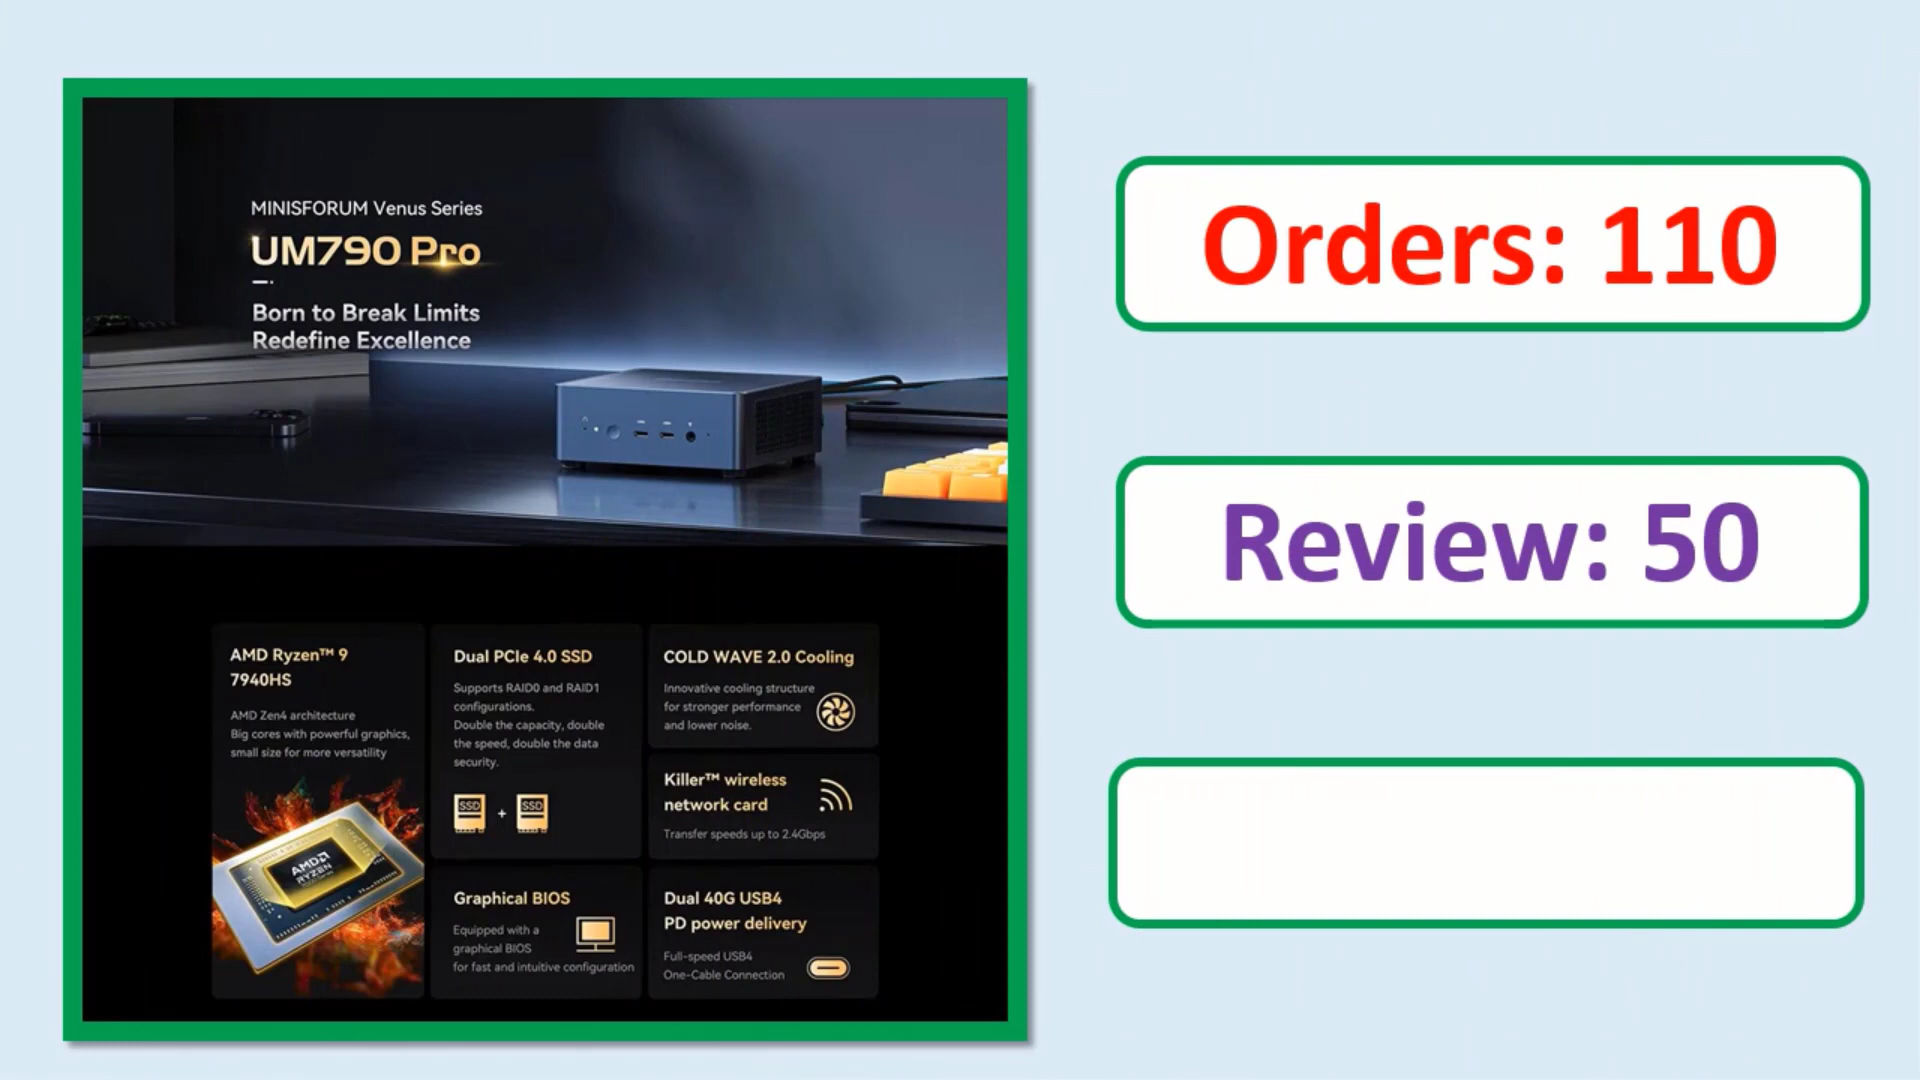 MINISFORUM Venus Series
UM790 Pro
Born to Break Limits
Redefine Excellence
AMD Ryzen™ 9
7940HS
AMD Zen4 architecture
Big cores with powerful graphics,
small size for more versatility
AMD
RYZEN
Dual PCIe 4.0 SSD
Supports RAID0 and RAID1
configurations.
Double the capacity, double
the speed, double the data
security.
SSD + SSD
Graphical BIOS
Equipped with a
graphical BIOS
for fast and intuitive configuration
COLD WAVE 2.0 Cooling
Innovative cooling structure
for stronger performance
and lower noise.
Killer™ wireless
network card
Transfer speeds up to 2.4Gbps
Dual 40G USB4
PD power delivery
Full-speed USB4
One-Cable Connection
Orders: 110
Review: 50